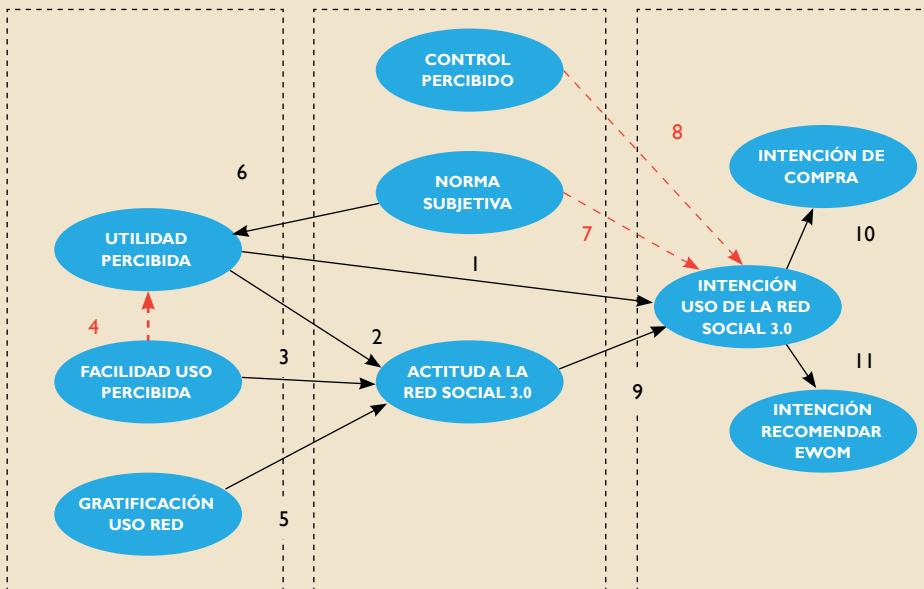 CONTROL
PERCIBIDO
8
INTENCIÓN DE
COMPRA
6
NORMA
SUBJETIVA
7
10
UTILIDAD
PERCIBIDA
1
INTENCIÓN
USO DE LA RED
SOCIAL 3.0
4
2
3
FACILIDAD USO
PERCIBIDA
ACTITUD A LA
RED SOCIAL 3.0
9
11
INTENCIÓN
RECOMENDAR
EWOM
GRATIFICACIÓN
USO RED
5